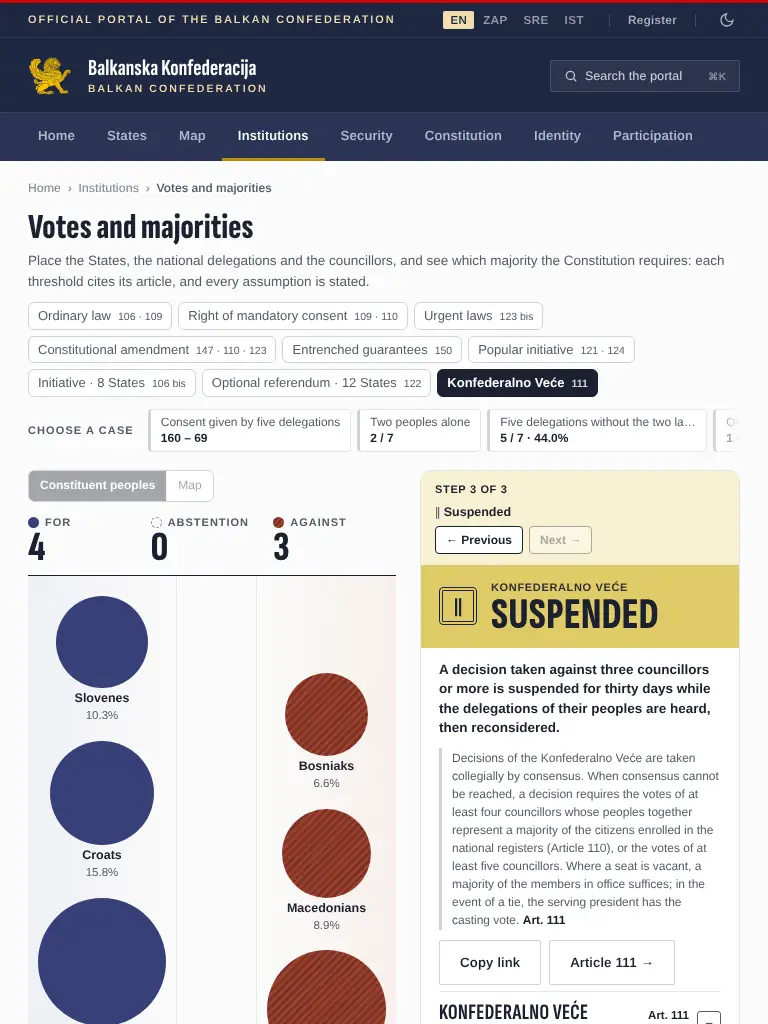 OFFICIAL PORTAL OF THE BALKAN CONFEDERATION
EN ZAP SRE IST Register
Balkanska Konfederacija
BALKAN CONFEDERATION
Search the portal ⌘K
Home States Map Institutions Security Constitution Identity Participation
Home › Institutions › Votes and majorities
Votes and majorities
Place the States, the national delegations and the councillors, and see which majority the Constitution requires: each
threshold cites its article, and every assumption is stated.
Ordinary law 106 · 109 Right of mandatory consent 109 · 110 Urgent laws 123 bis
Constitutional amendment 147 · 110 · 123 Entrenched guarantees 150 Popular initiative 121 · 124
Initiative · 8 States 106 bis Optional referendum · 12 States 122 Konfederalno Veće 111
CHOOSE A CASE
Consent given by five delegations
160 – 69
Two peoples alone
2 / 7
Five delegations without the two la…
5 / 7 · 44.0%
Constituent peoples Map
FOR
4
ABSTENTION
0
AGAINST
3
Slovenes
10.3%
Croats
15.8%
Bosniaks
6.6%
Macedonians
8.9%
STEP 3 OF 3
|| Suspended
← Previous Next →
KONFEDERALNO VEĆE
SUSPENDED
A decision taken against three councillors
or more is suspended for thirty days while
the delegations of their peoples are heard,
then reconsidered.
Decisions of the Konfederalno Veće are taken
collegially by consensus. When consensus cannot
be reached, a decision requires the votes of at
least four councillors whose peoples together
represent a majority of the citizens enrolled in the
national registers (Article 110), or the votes of at
least five councillors. Where a seat is vacant, a
majority of the members in office suffices; in the
event of a tie, the serving president has the
casting vote. Art. 111
Copy link Article 111 →
KONFEDERALNO VEĆE Art. 111